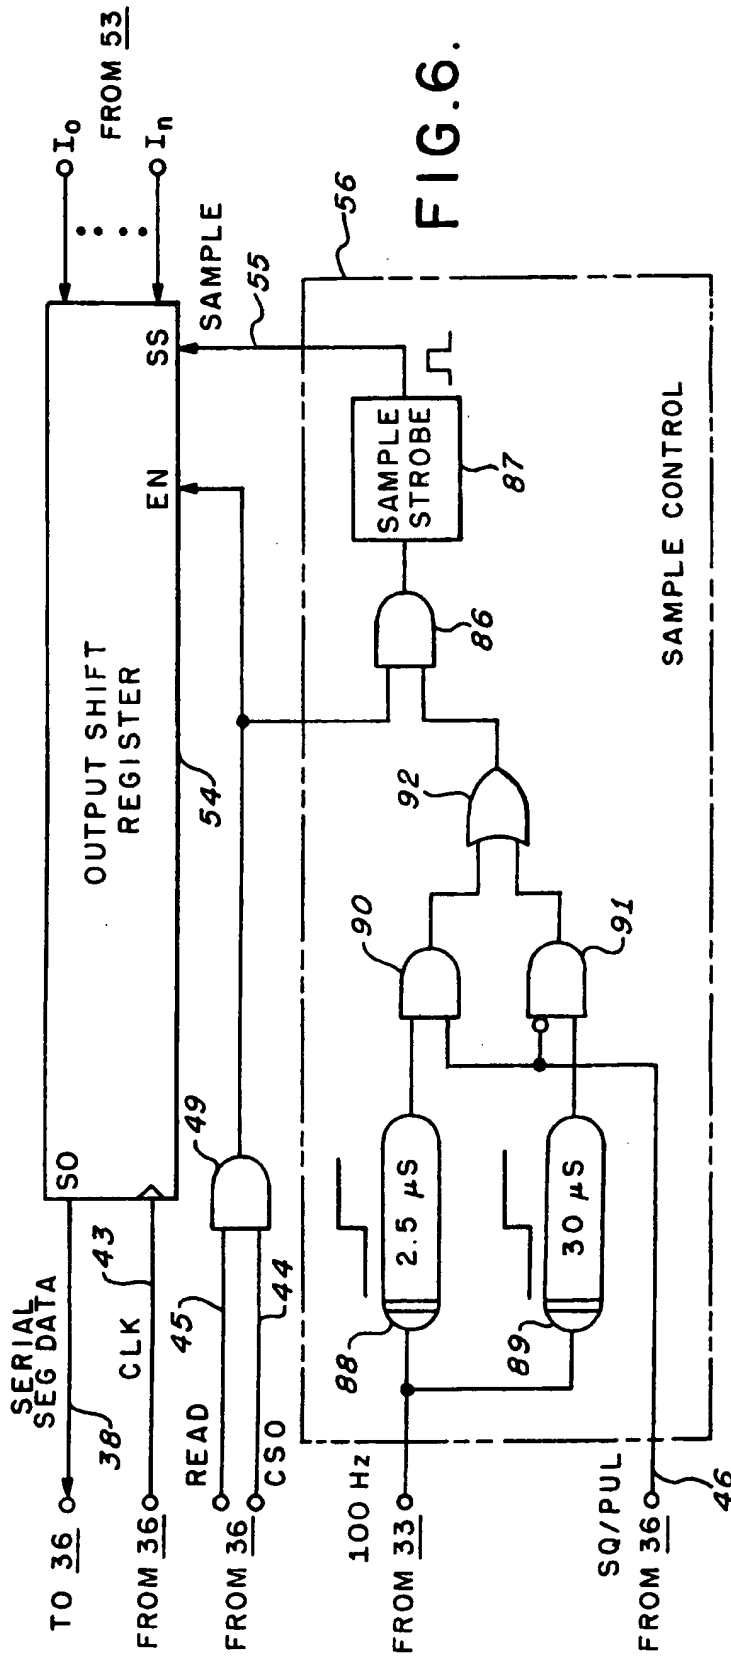 SERIAL
SEG DATA
TO 36
38
SO
FROM 36
CLK
43
OUTPUT SHIFT
REGISTER
54
EN
SS
I0
FROM 53
In
READ
45
CSO
44
FROM 36
49
SAMPLE
55
56
100 Hz
FROM 33
88
2.5 µS
89
30 µS
90
91
92
86
SAMPLE
STROBE
87
SQ/PUL
FROM 36
46
SAMPLE CONTROL
FIG.6.